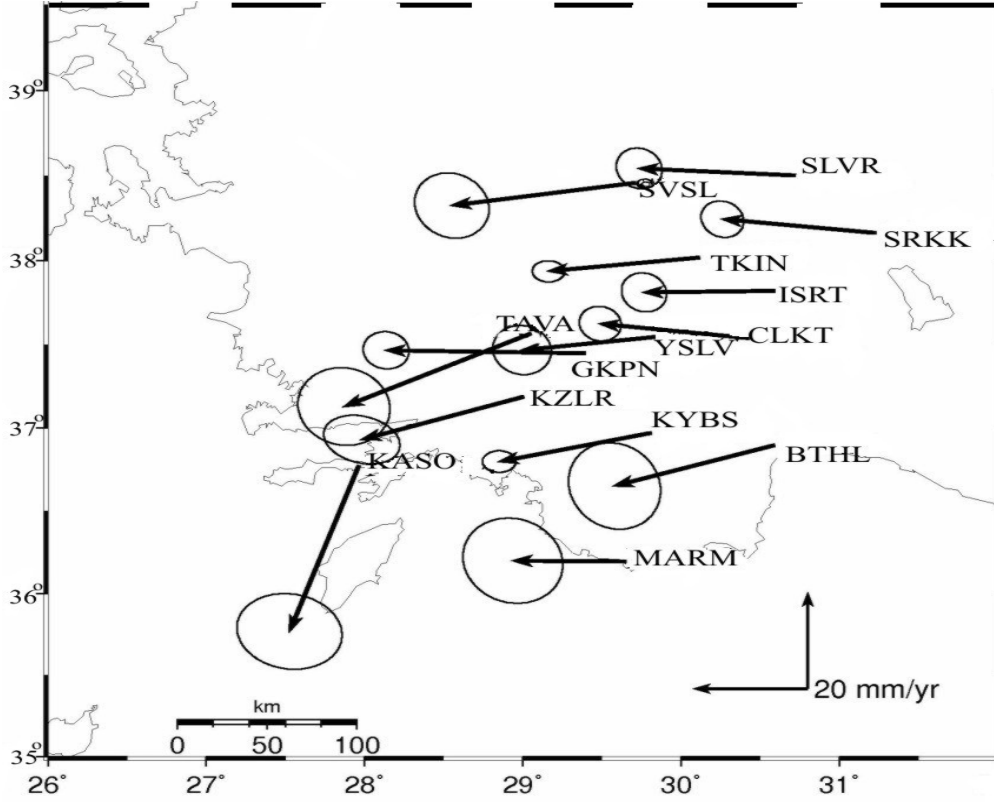 39°
SLVR
SVSL
SRKK
38°
TKIN
ISRT
TAVA
CLKT
YSLV
GKPN
KZLR
37°
KYBS
BTHL
KASO
MARM
36°
20 mm/yr
km
0 50 100
35°
26° 27° 28° 29° 30° 31°